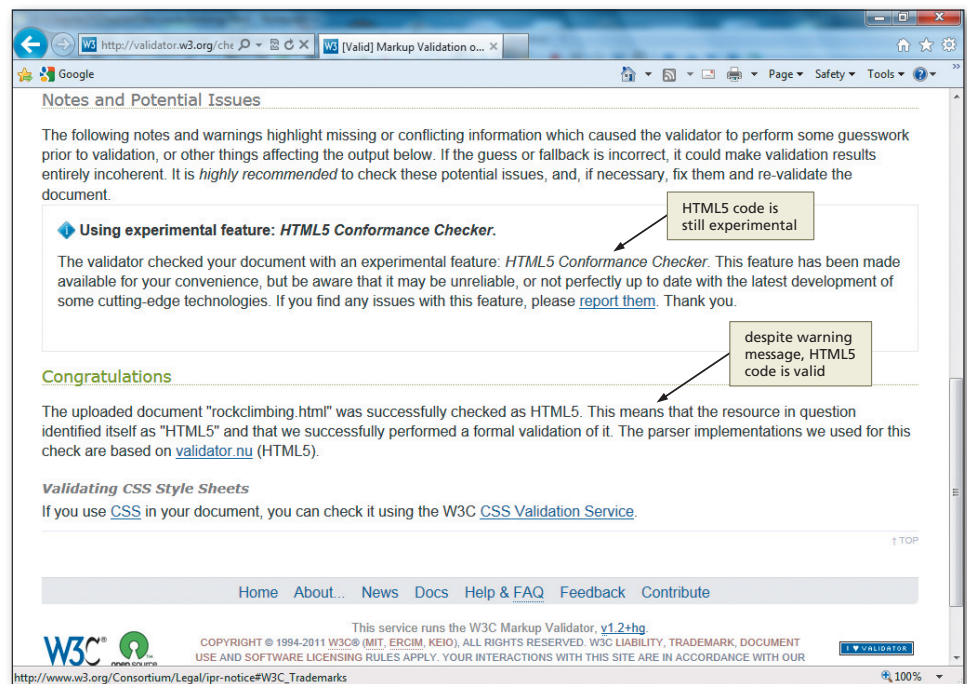 http://validator.w3.org/che
W3 [Valid] Markup Validation o... ×
Google
Page Safety Tools
Notes and Potential Issues
The following notes and warnings highlight missing or conflicting information which caused the validator to perform some guesswork
prior to validation, or other things affecting the output below. If the guess or fallback is incorrect, it could make validation results
entirely incoherent. It is highly recommended to check these potential issues, and, if necessary, fix them and re-validate the
document.
HTML5 code is
still experimental
Using experimental feature: HTML5 Conformance Checker.
The validator checked your document with an experimental feature: HTML5 Conformance Checker. This feature has been made
available for your convenience, but be aware that it may be unreliable, or not perfectly up to date with the latest development of
some cutting-edge technologies. If you find any issues with this feature, please report them. Thank you.
despite warning
message, HTML5
code is valid
Congratulations
The uploaded document "rockclimbing.html" was successfully checked as HTML5. This means that the resource in question
identified itself as "HTML5" and that we successfully performed a formal validation of it. The parser implementations we used for this
check are based on validator.nu (HTML5).
Validating CSS Style Sheets
If you use CSS in your document, you can check it using the W3C CSS Validation Service.
↑ TOP
Home About... News Docs Help & FAQ Feedback Contribute
This service runs the W3C Markup Validator, v1.2+hg.
COPYRIGHT © 1994-2011 W3C® (MIT, ERCIM, KEIO), ALL RIGHTS RESERVED. W3C LIABILITY, TRADEMARK, DOCUMENT
USE AND SOFTWARE LICENSING RULES APPLY. YOUR INTERACTIONS WITH THIS SITE ARE IN ACCORDANCE WITH OUR
W3C®
open source
I ♥ VALIDATOR
http://www.w3.org/Consortium/Legal/ipr-notice#W3C_Trademarks
100%